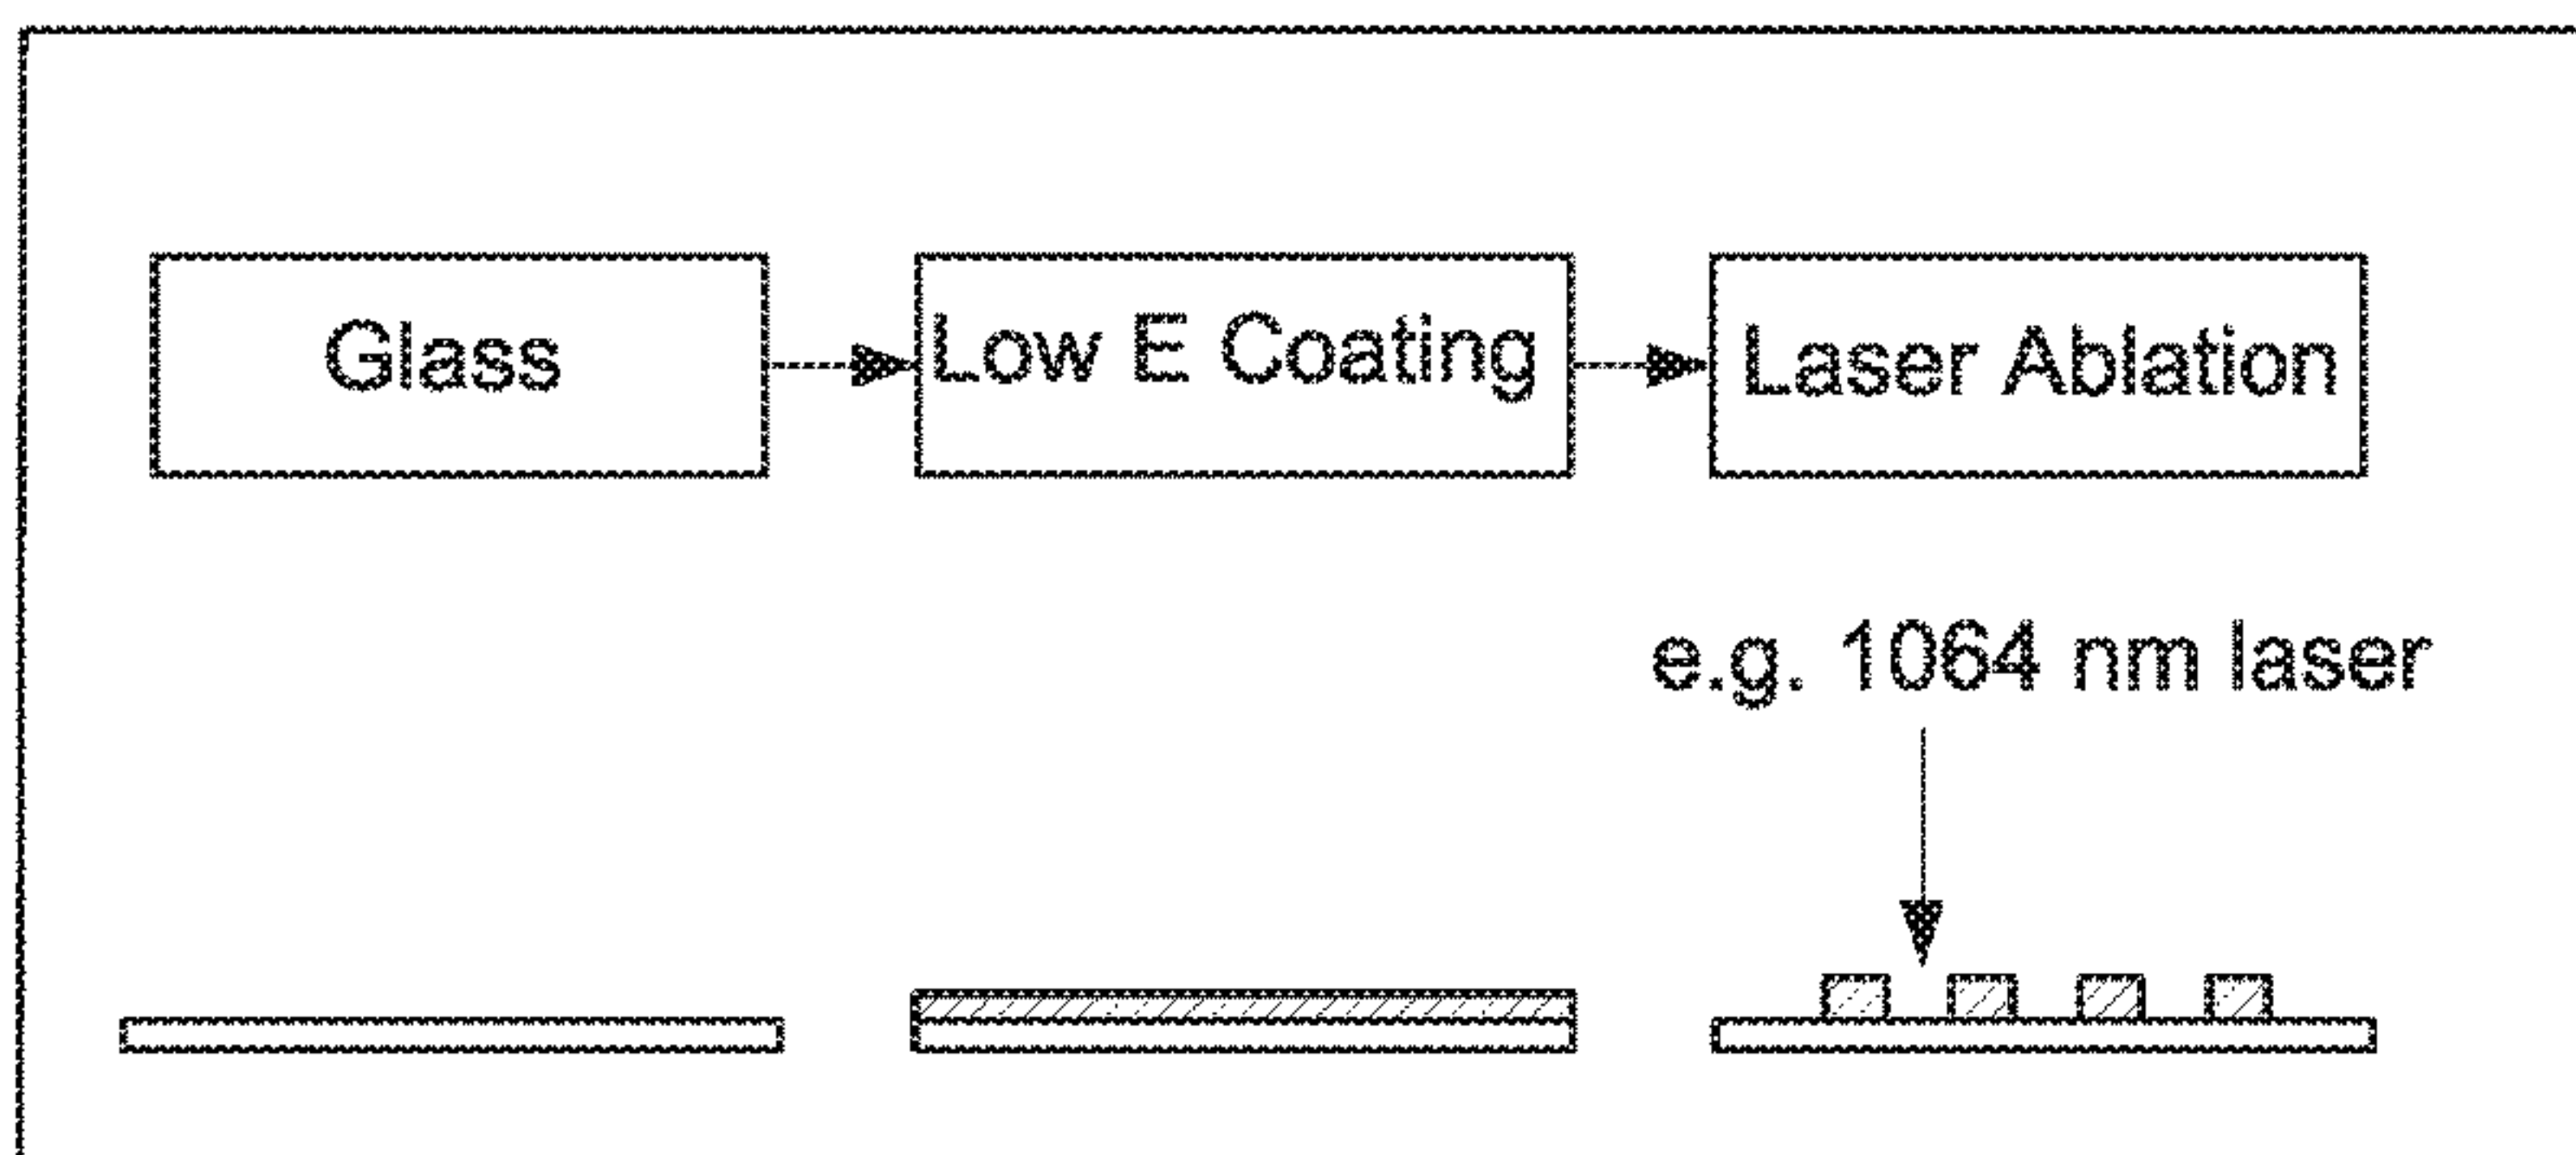 Glass
Low E Coating
Laser Ablation
e.g. 1064 nm laser